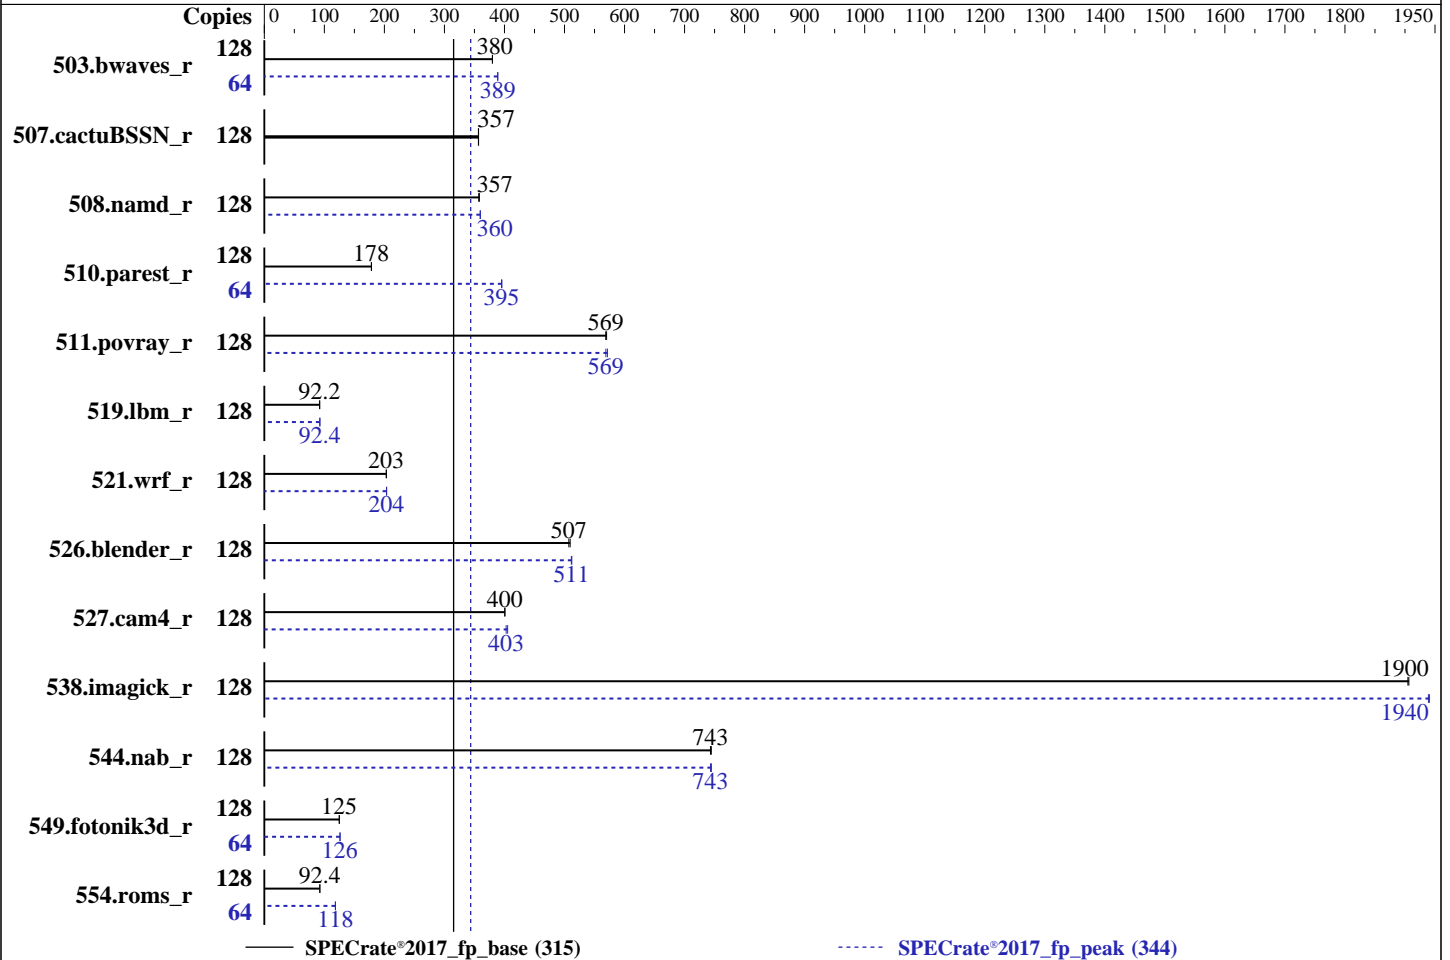 Copies 0 100 200 300 400 500 600 700 800 900 1000 1100 1200 1300 1400 1500 1600 1700 1800 1950
503.bwaves_r 128 380
64 389
507.cactuBSSN_r 128 357
508.namd_r 128 357
360
510.parest_r 128 178
64 395
511.povray_r 128 569
569
519.lbm_r 128 92.2
92.4
521.wrf_r 128 203
204
526.blender_r 128 507
511
527.cam4_r 128 400
403
538.imagick_r 128 1900
1940
544.nab_r 128 743
743
549.fotonik3d_r 128 125
64 126
554.roms_r 128 92.4
64 118
SPECrate®2017_fp_base (315) SPECrate®2017_fp_peak (344)